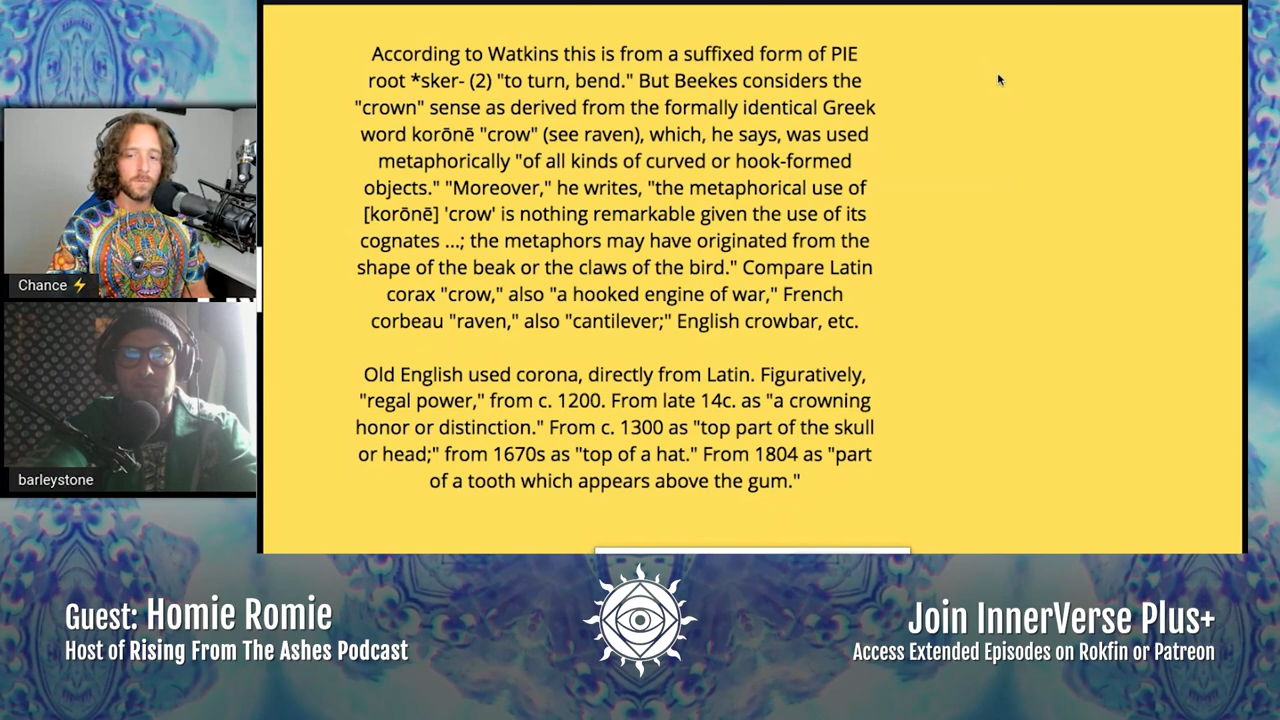 According to Watkins this is from a suffixed form of PIE
root *sker- (2) "to turn, bend." But Beekes considers the
"crown" sense as derived from the formally identical Greek
word korōnē "crow" (see raven), which, he says, was used
metaphorically "of all kinds of curved or hook-formed
objects." "Moreover," he writes, "the metaphorical use of
[korōnē] 'crow' is nothing remarkable given the use of its
cognates ...; the metaphors may have originated from the
shape of the beak or the claws of the bird." Compare Latin
corax "crow," also "a hooked engine of war," French
corbeau "raven," also "cantilever;" English crowbar, etc.
Old English used corona, directly from Latin. Figuratively,
"regal power," from c. 1200. From late 14c. as "a crowning
honor or distinction." From c. 1300 as "top part of the skull
or head;" from 1670s as "top of a hat." From 1804 as "part
of a tooth which appears above the gum."
Chance ⚡
barleystone
Guest: Homie Romie
Host of Rising From The Ashes Podcast
Join InnerVerse Plus+
Access Extended Episodes on Rokfin or Patreon